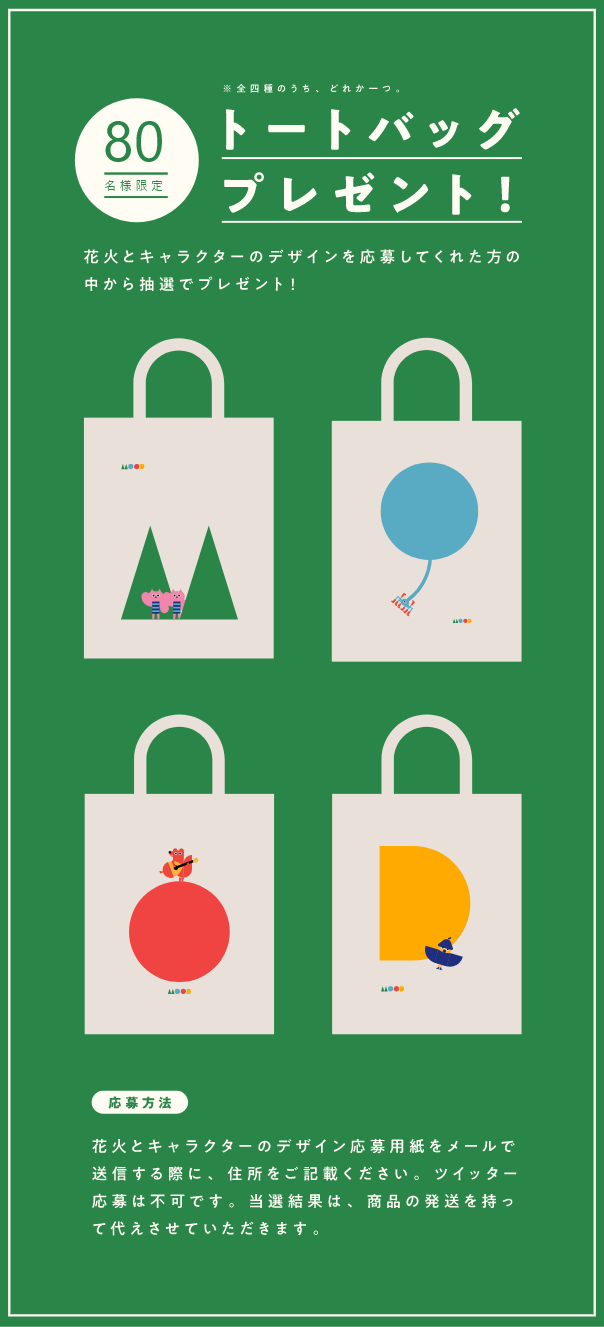 ※全四種のうち、どれか一つ。
80
名様限定
トートバッグ
プレゼント！
花火とキャラクターのデザインを応募してくれた方の
中から抽選でプレゼント！
応募方法
花火とキャラクターのデザイン応募用紙をメールで
送信する際に、住所をご記載ください。ツイッター
応募は不可です。当選結果は、商品の発送を持っ
て代えさせていただきます。